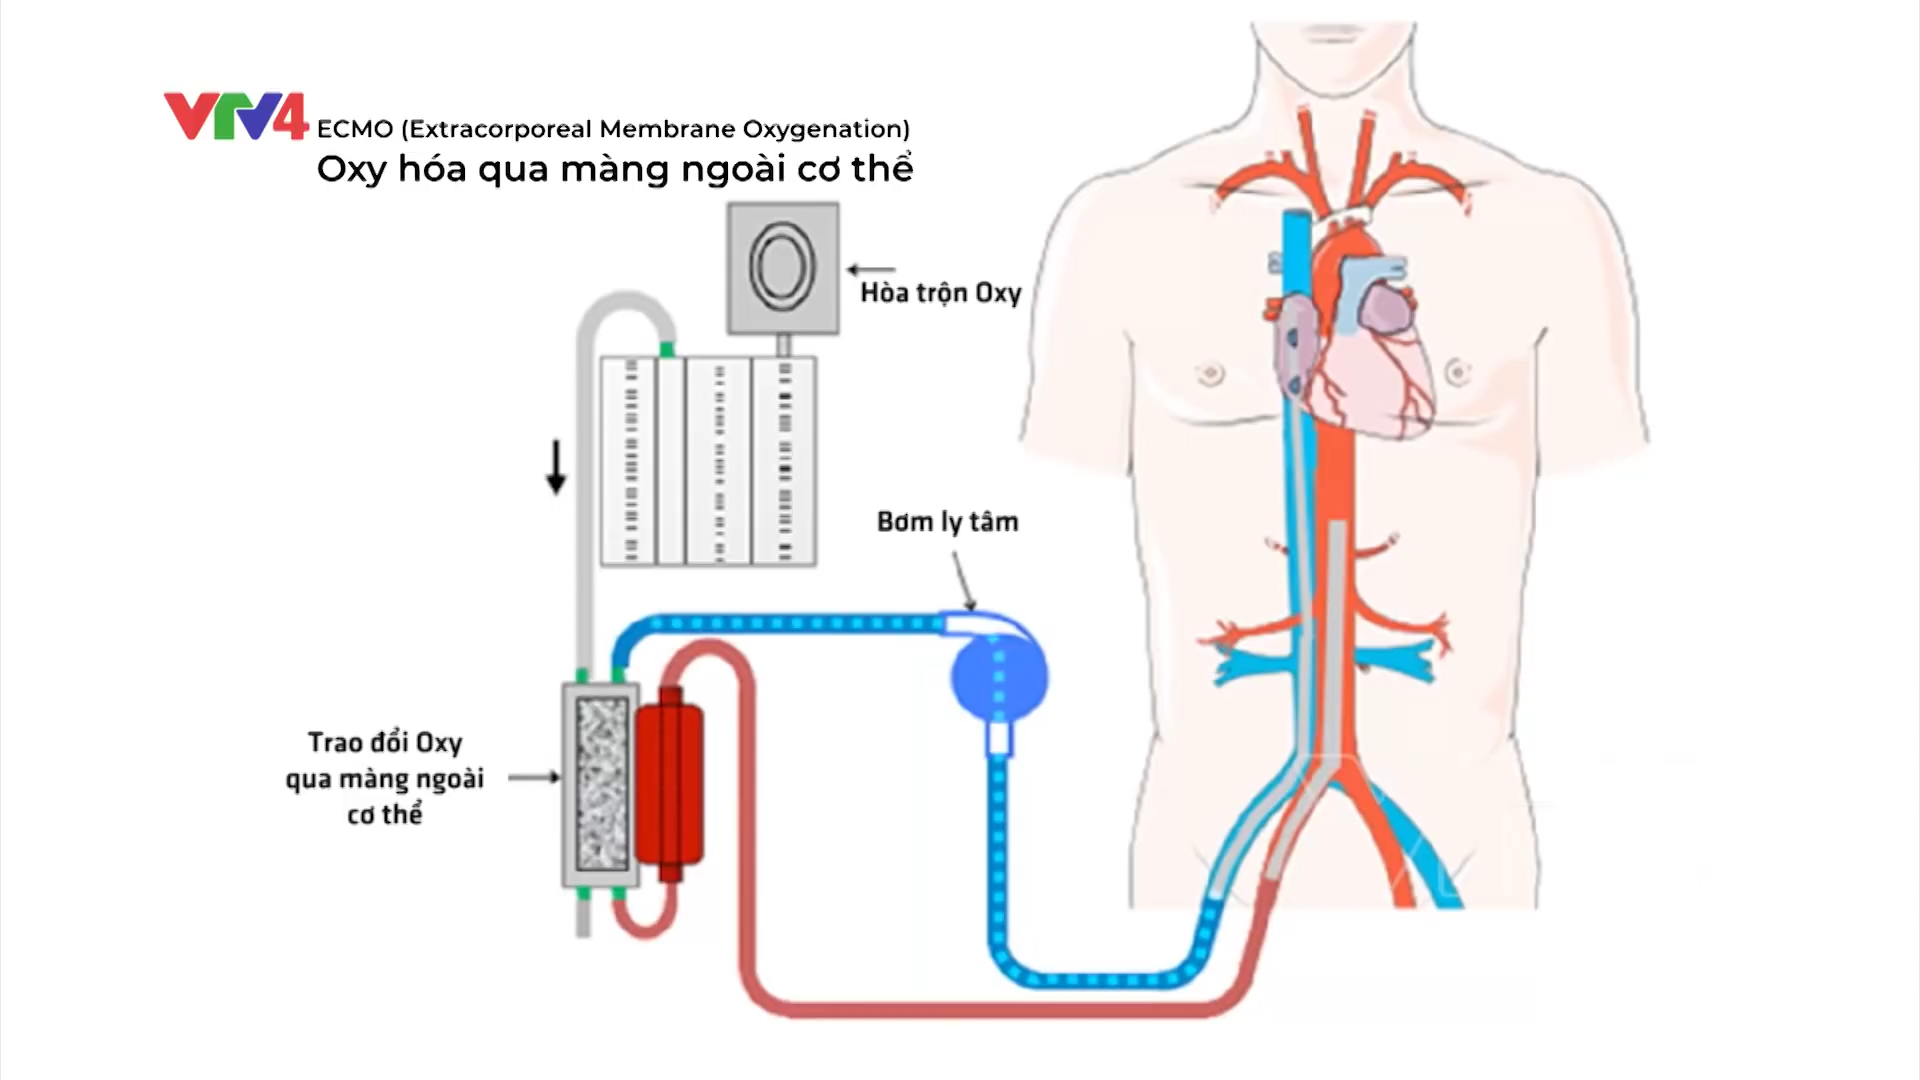 VTV4
ECMO (Extracorporeal Membrane Oxygenation)
Oxy hóa qua màng ngoài cơ thể
Hòa trộn Oxy
Bơm ly tâm
Trao đổi Oxy
qua màng ngoài
cơ thể